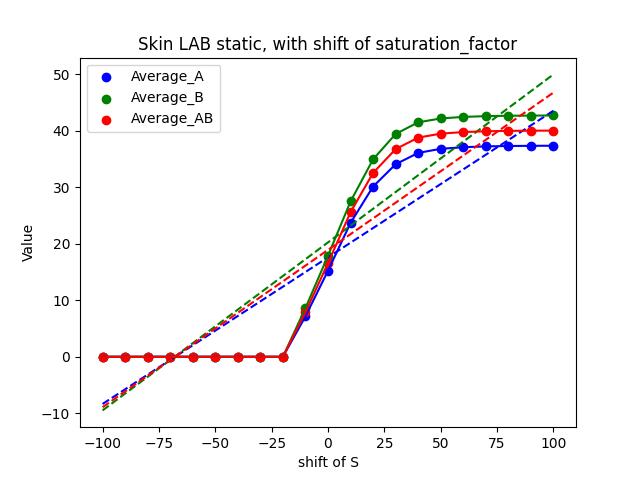 Skin LAB static, with shift of saturation_factor
Average_A
Average_B
Average_AB
50
40
30
20
10
0
−10
Value
−100
−75
−50
−25
0
25
50
75
100
shift of S